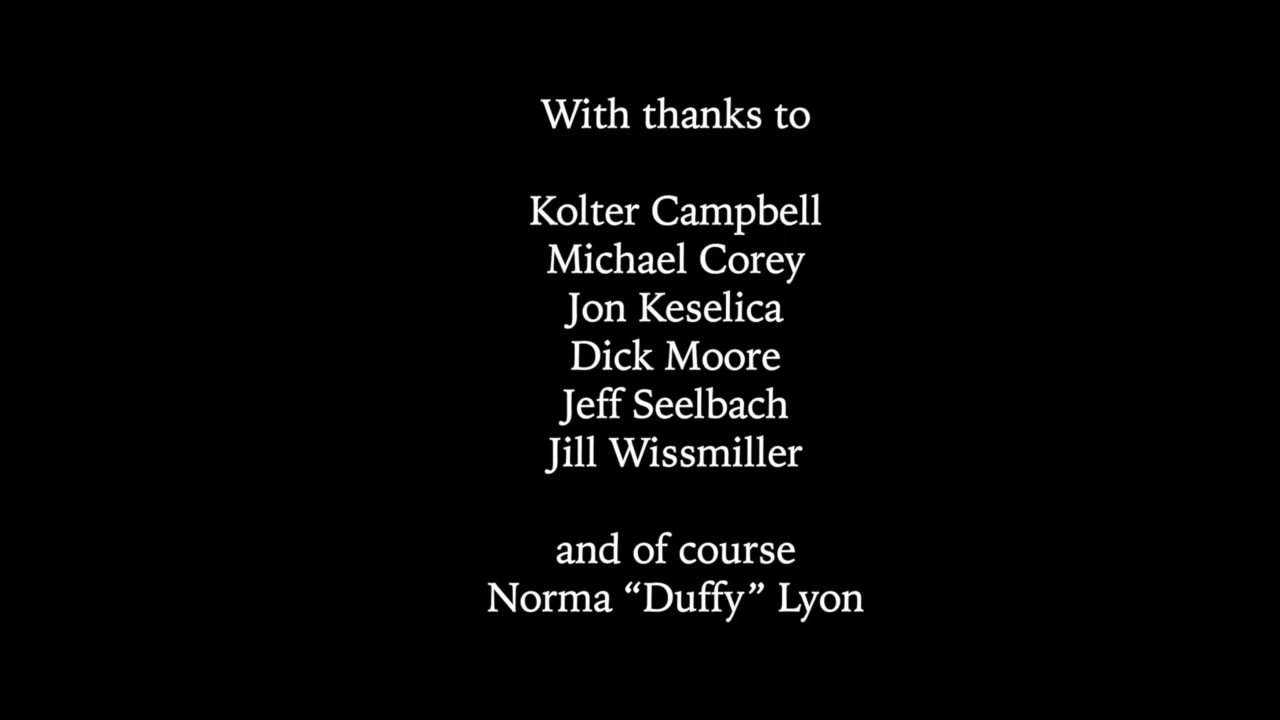 With thanks to
Kolter Campbell
Michael Corey
Jon Keselica
Dick Moore
Jeff Seelbach
Jill Wissmiller
and of course
Norma “Duffy” Lyon